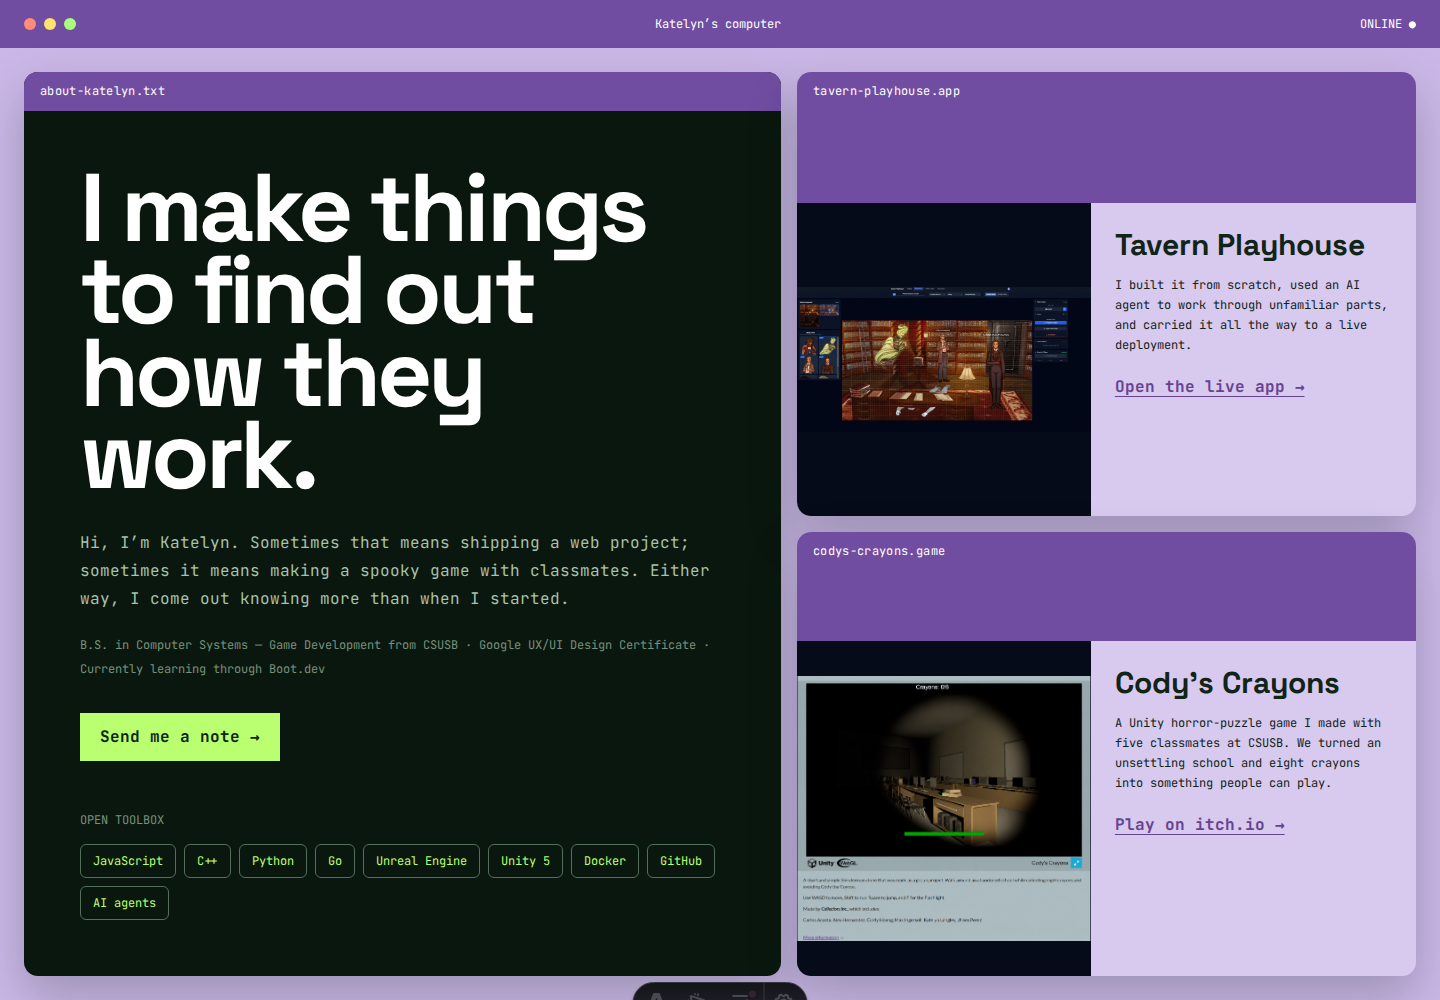 Katelyn’s computer
ONLINE
about-katelyn.txt
I make things
to find out
how they
work.
Hi, I’m Katelyn. Sometimes that means shipping a web project;
sometimes it means making a spooky game with classmates. Either
way, I come out knowing more than when I started.
B.S. in Computer Systems — Game Development from CSUSB · Google UX/UI Design Certificate ·
Currently learning through Boot.dev
Send me a note →
OPEN TOOLBOX
JavaScript
C++
Python
Go
Unreal Engine
Unity 5
Docker
GitHub
AI agents
tavern-playhouse.app
Tavern Playhouse
I built it from scratch, used an AI
agent to work through unfamiliar parts,
and carried it all the way to a live
deployment.
Open the live app →
codys-crayons.game
Crayons: 0/8
Unity WebGL
Cody's Crayons
Cody’s Crayons
A Unity horror-puzzle game I made with
five classmates at CSUSB. We turned an
unsettling school and eight crayons
into something people can play.
Play on itch.io →